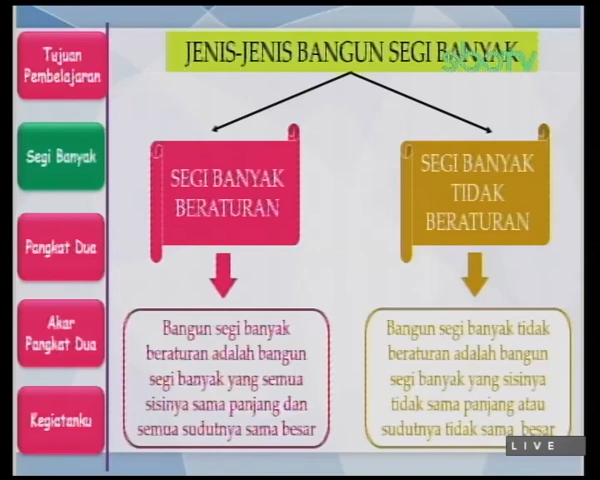 Tujuan
Pembelajaran
Segi Banyak
Pangkat Dua
Akar
Pangkat Dua
Kegiatanku
JENIS-JENIS BANGUN SEGI BANYAK
sbotv
SEGI BANYAK
BERATURAN
SEGI BANYAK
TIDAK
BERATURAN
Bangun segi banyak
beraturan adalah bangun
segi banyak yang semua
sisinya sama panjang dan
semua sudutnya sama besar
Bangun segi banyak tidak
beraturan adalah bangun
segi banyak yang sisinya
tidak sama panjang atau
sudutnya tidak sama besar
LIVE